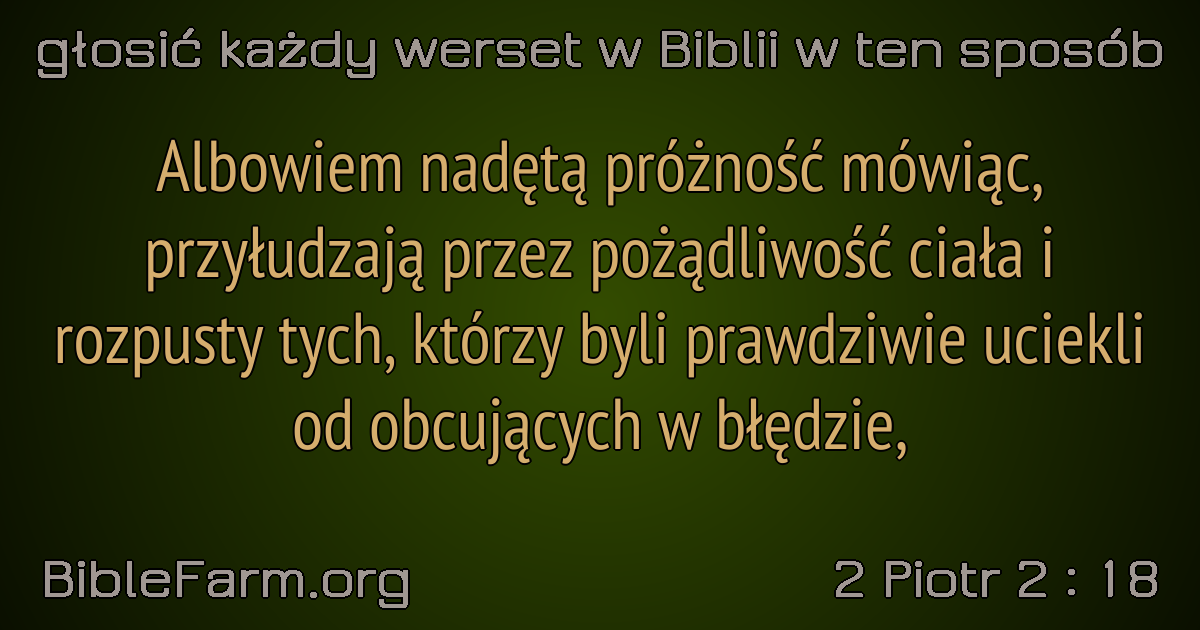 głosić każdy werset w Biblii w ten sposób
Albowiem nadętą próżność mówiąc,
przyłudzają przez pożądliwość ciała i
rozpusty tych, którzy byli prawdziwie uciekli
od obcujących w błędzie,
BibleFarm.org
2 Piotr 2 : 18